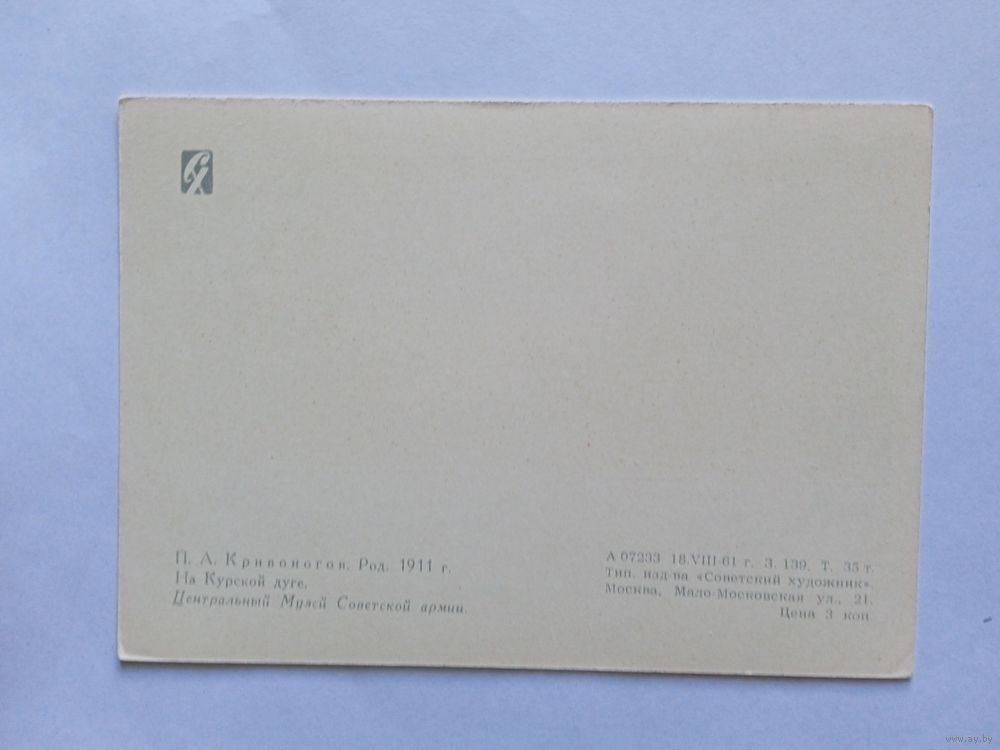 СХ
П. А. Кривоногов. Род. 1911 г.
На Курской дуге.
Центральный Музей Советской армии.
А 07233 18.VIII-61 г. З. 139. Т. 35 т.
Тип. изд-ва «Советский художник».
Москва, Мало-Московская ул., 21.
Цена 3 коп.
www.ay.by